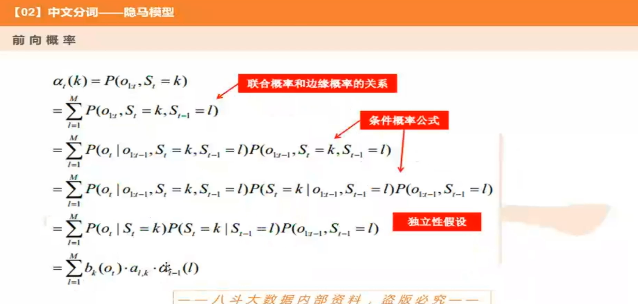 【02】中文分词——隐马模型
前向概率
α_t(k) = P(o_{1:t}, S_t = k)
联合概率和边缘概率的关系
= ∑_{l=1}^{M} P(o_{1:t}, S_t = k, S_{t-1} = l)
条件概率公式
= ∑_{l=1}^{M} P(o_t | o_{1:t-1}, S_t = k, S_{t-1} = l)P(o_{1:t-1}, S_t = k, S_{t-1} = l)
= ∑_{l=1}^{M} P(o_t | o_{1:t-1}, S_t = k, S_{t-1} = l)P(S_t = k | o_{1:t-1}, S_{t-1} = l)P(o_{1:t-1}, S_{t-1} = l)
独立性假设
= ∑_{l=1}^{M} P(o_t | S_t = k)P(S_t = k | S_{t-1} = l)P(o_{1:t-1}, S_{t-1} = l)
= ∑_{l=1}^{M} b_k(o_t)·a_{l,k}·α_{t-1}(l)
——八斗大数据内部资料，盗版必究——